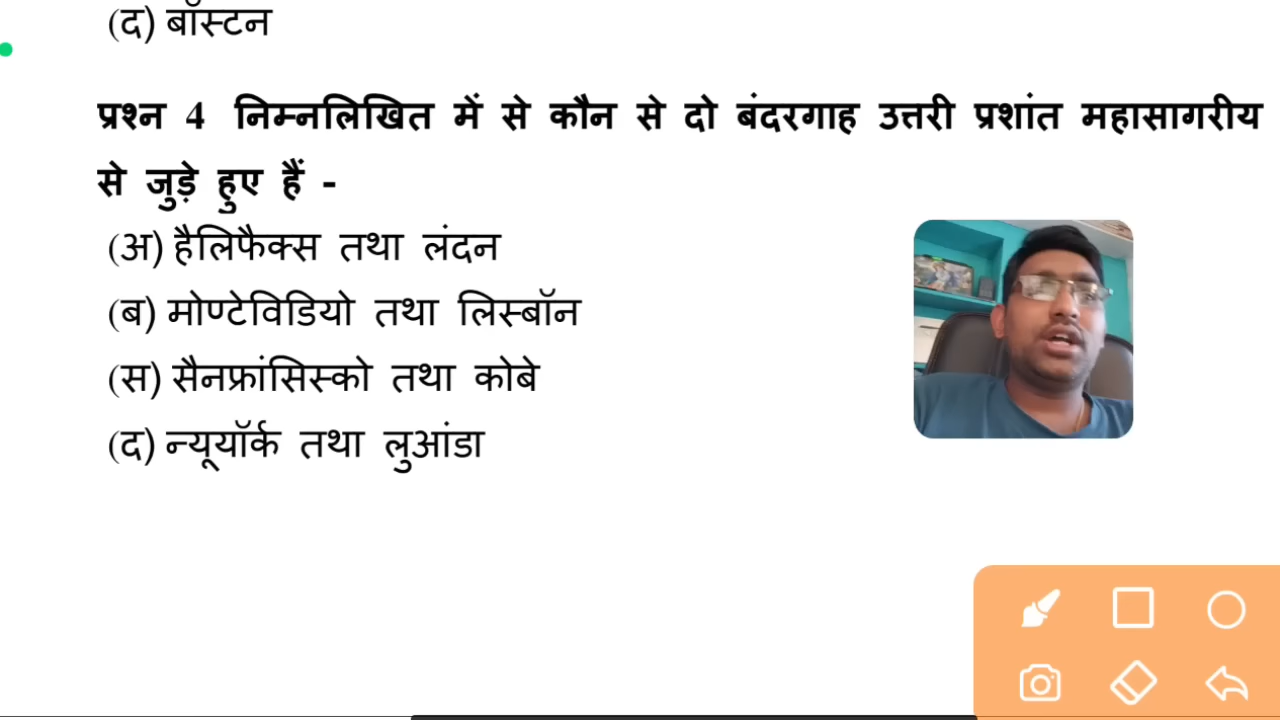 (द) बॉस्टन
प्रश्न 4 निम्नलिखित में से कौन से दो बंदरगाह उत्तरी प्रशांत महासागरीय
से जुड़े हुए हैं -
(अ) हैलिफैक्स तथा लंदन
(ब) मोण्टेविडियो तथा लिस्बॉन
(स) सैनफ्रांसिस्को तथा कोबे
(द) न्यूयॉर्क तथा लुआंडा